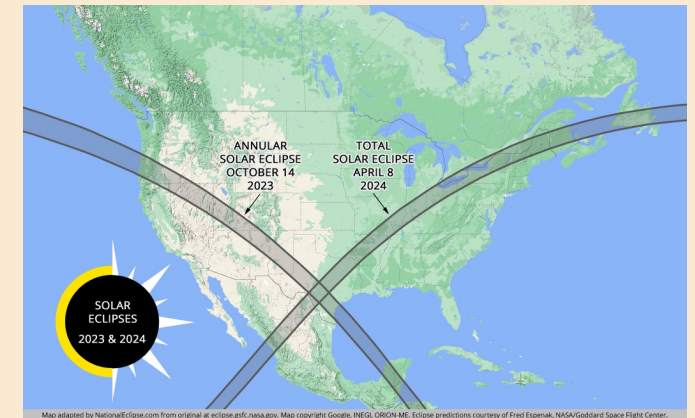 ANNULAR
SOLAR ECLIPSE
OCTOBER 14
2023
TOTAL
SOLAR ECLIPSE
APRIL 8
2024
SOLAR
ECLIPSES
2023 & 2024
Map adapted by NationalEclipse.com from original at eclipse.gsfc.nasa.gov. Map copyright Google, INEGI, ORION-ME. Eclipse predictions courtesy of Fred Espenak, NASA/Goddard Space Flight Center.